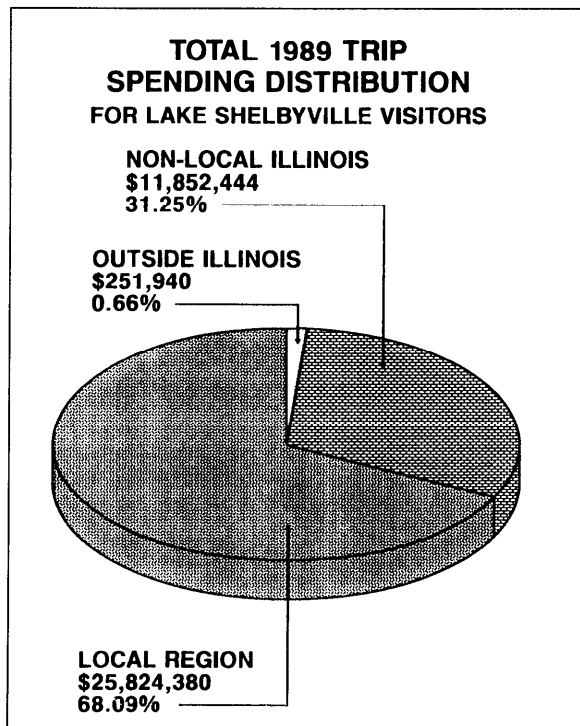 TOTAL 1989 TRIP
SPENDING DISTRIBUTION
FOR LAKE SHELBYVILLE VISITORS
NON-LOCAL ILLINOIS
$11,852,444
31.25%
OUTSIDE ILLINOIS
$251,940
0.66%
LOCAL REGION
$25,824,380
68.09%